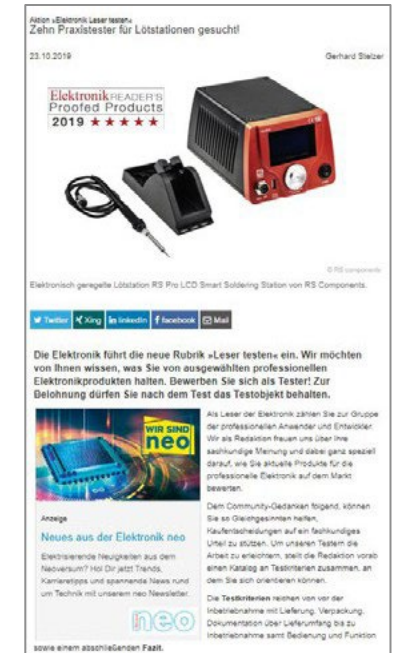 Aktion »Elektronik Leser testen«
Zehn Praxistester für Lötstationen gesucht!
23.10.2019 Gerhard Stelzer
Elektronik READER'S
Proofed Products
2019 ★★★★★
© RS components
Elektronisch geregelte Lötstation RS Pro LCD Smart Soldering Station von RS Components.
Twitter Xing linkedin facebook Mail
Die Elektronik führt die neue Rubrik »Leser testen« ein. Wir möchten
von Ihnen wissen, was Sie von ausgewählten professionellen
Elektronikprodukten halten. Bewerben Sie sich als Tester! Zur
Belohnung dürfen Sie nach dem Test das Testobjekt behalten.
WIR SIND
neo
Anzeige
Neues aus der Elektronik neo
Elektrisierende Neuigkeiten aus dem
Neoversum? Hol Dir jetzt Trends,
Karrieretipps und spannende News rund
um Technik mit unserem neo Newsletter.
neo
Als Leser der Elektronik zählen Sie zur Gruppe
der professionellen Anwender und Entwickler.
Wir als Redaktion freuen uns über Ihre
sachkundige Meinung und dabei ganz speziell
darauf, wie Sie aktuelle Produkte für die
professionelle Elektronik auf dem Markt
bewerten.
Dem Community-Gedanken folgend, können
Sie so Gleichgesinnten helfen,
Kaufentscheidungen auf ein fachkundiges
Urteil zu stützen. Um unseren Testern die
Arbeit zu erleichtern, stellt die Redaktion vorab
einen Katalog an Testkriterien zusammen, an
dem Sie sich orientieren können.
Die Testkriterien reichen von der
Inbetriebnahme mit Lieferung, Verpackung,
Dokumentation über Lieferumfang bis zu
Inbetriebnahme samt Bedienung und Funktion
sowie einem abschließenden Fazit.